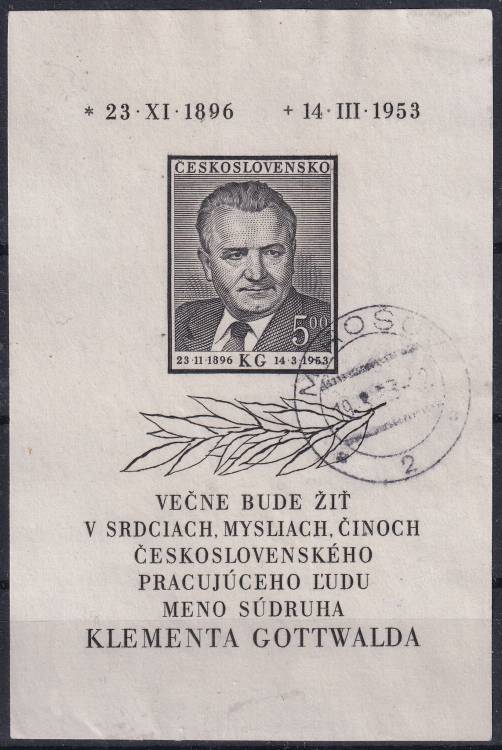 * 23 · XI · 1896 + 14 · III · 1953
ČESKOSLOVENSKO
5,00
23·11·1896 KG 14·3·1953
2
VEČNE BUDE ŽIŤ
V SRDCIACH, MYSLIACH, ČINOCH
ČESKOSLOVENSKÉHO
PRACUJÚCEHO ĽUDU
MENO SÚDRUHA
KLEMENTA GOTTWALDA